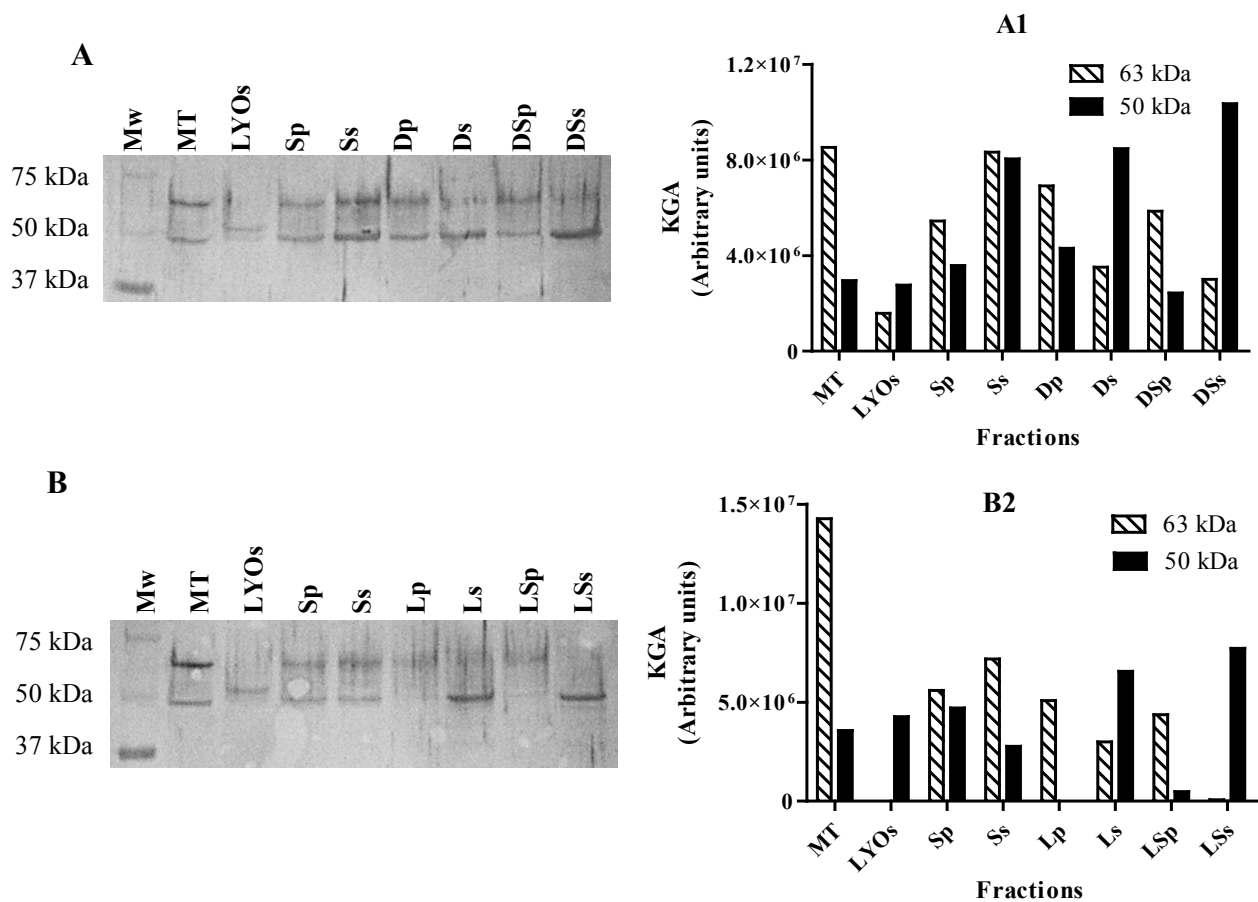 A
Mw MT LYOs Sp Ss Dp Ds DSp DSs
75 kDa
50 kDa
37 kDa
A1
1.2×10⁷
8.0×10⁶
4.0×10⁶
0
KGA
(Arbitrary units)
63 kDa
50 kDa
MT LYOs Sp Ss Dp Ds DSp DSs
Fractions
B
Mw MT LYOs Sp Ss Lp Ls LSp LSs
75 kDa
50 kDa
37 kDa
B2
1.5×10⁷
1.0×10⁷
5.0×10⁶
0
KGA
(Arbitrary units)
63 kDa
50 kDa
MT LYOs Sp Ss Lp Ls LSp LSs
Fractions